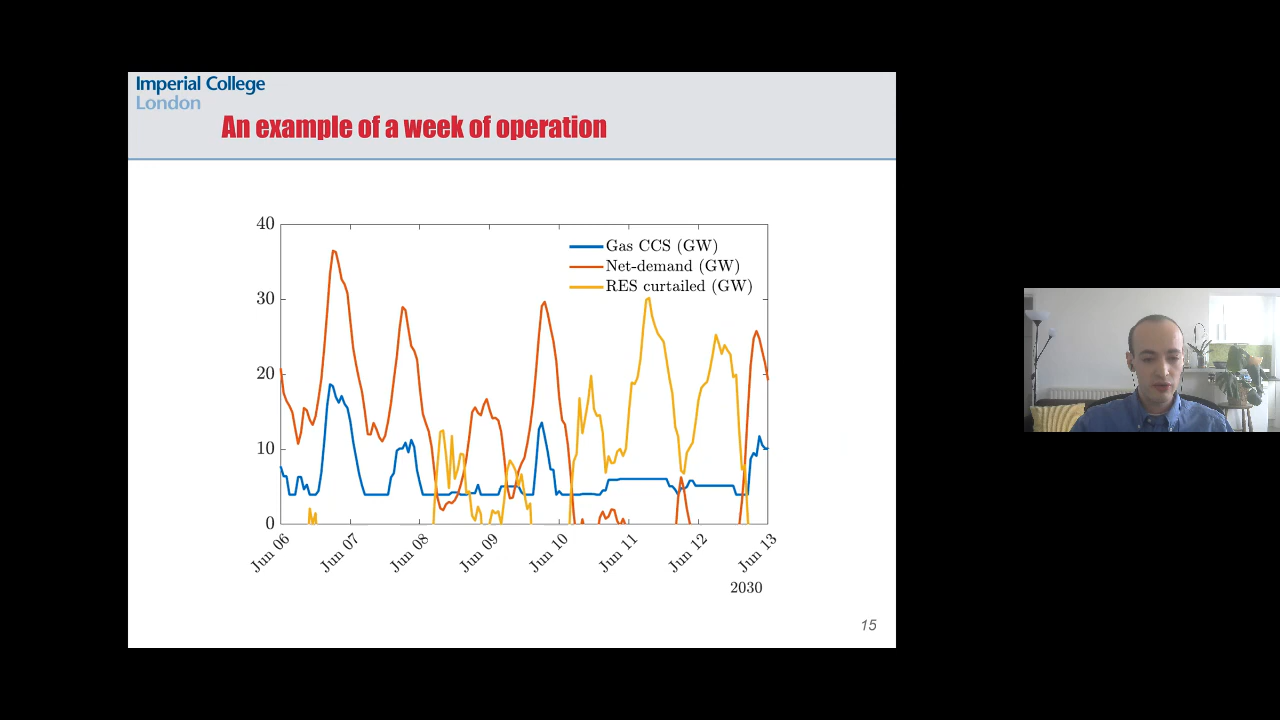 Imperial College
London
An example of a week of operation
40
30
20
10
0
Gas CCS (GW)
Net-demand (GW)
RES curtailed (GW)
Jun 06
Jun 07
Jun 08
Jun 09
Jun 10
Jun 11
Jun 12
Jun 13
2030
15